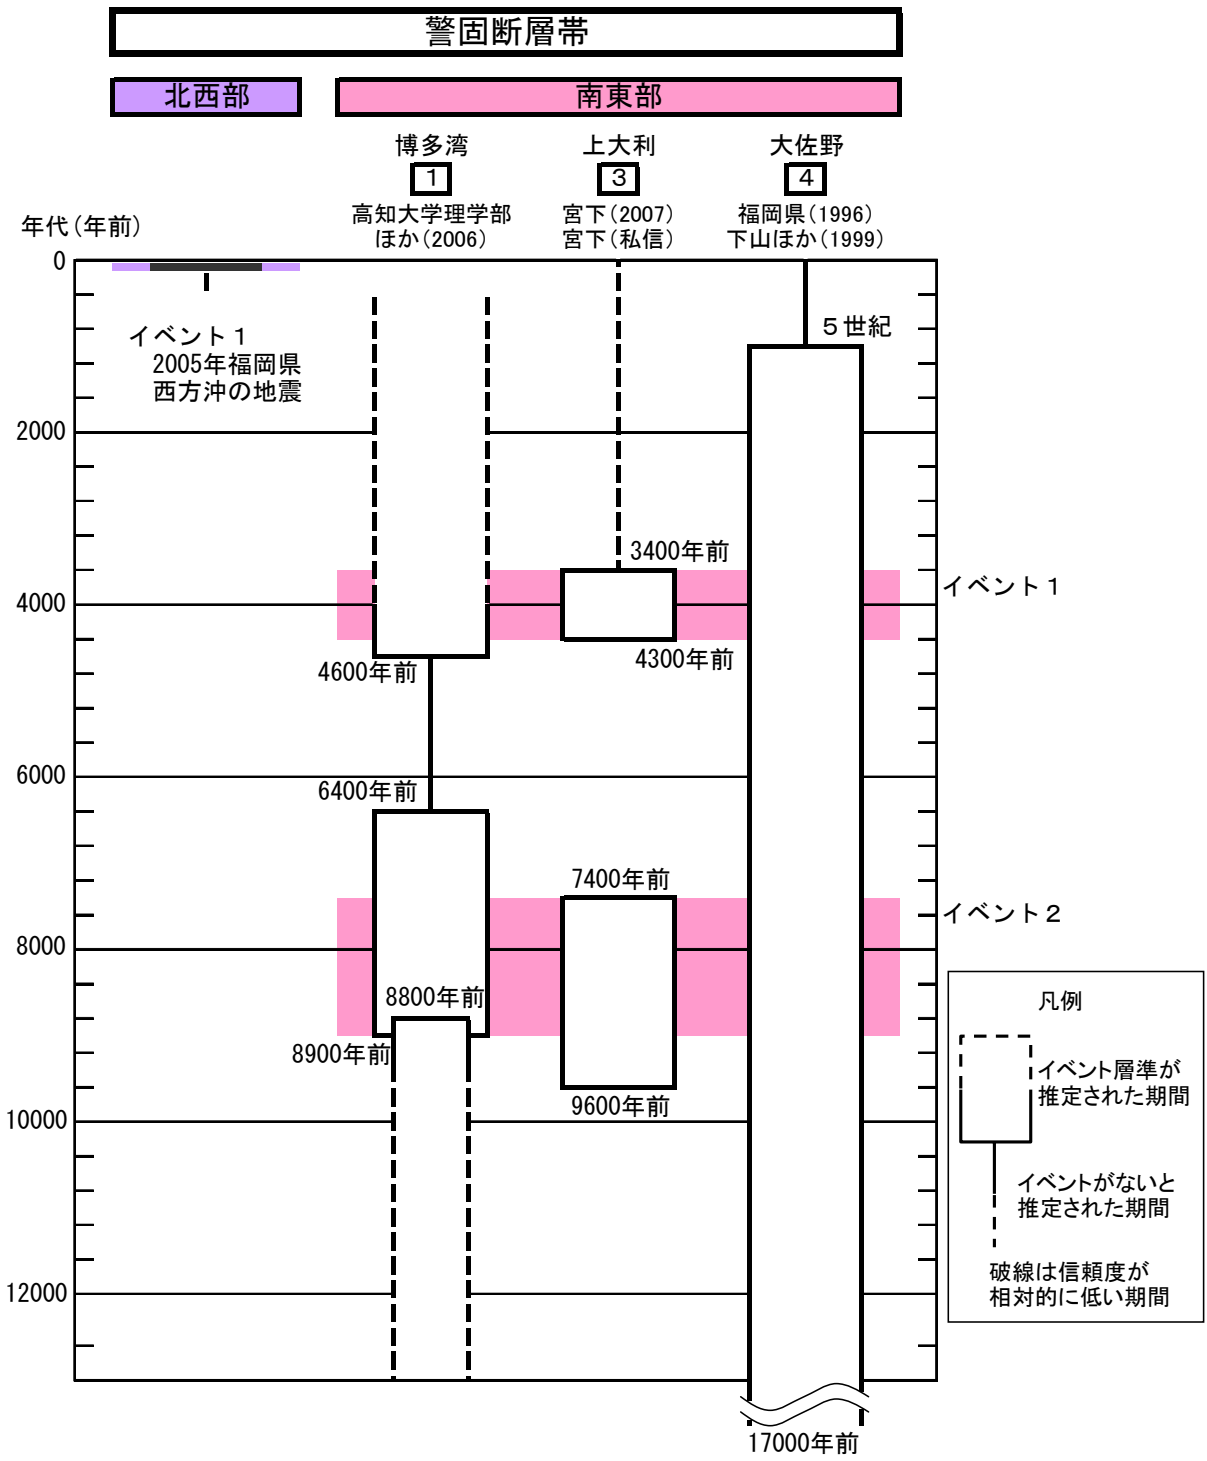 警固断層帯
北西部
南東部
博多湾
上大利
大佐野
1
3
4
高知大学理学部
ほか（2006）
宮下（2007）
宮下（私信）
福岡県（1996）
下山ほか（1999）
年代（年前）
0
イベント１
2005年福岡県
西方沖の地震
５世紀
2000
3400年前
イベント１
4000
4300年前
4600年前
6000
6400年前
7400年前
イベント２
8000
8800年前
8900年前
9600年前
10000
12000
17000年前
凡例
イベント層準が
推定された期間
イベントがないと
推定された期間
破線は信頼度が
相対的に低い期間